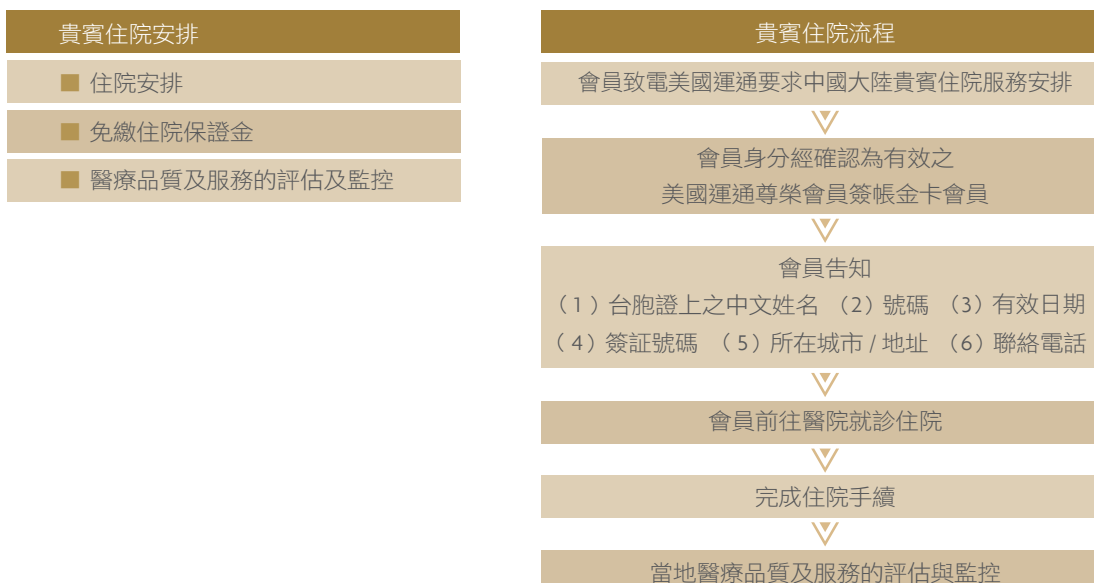 貴賓住院安排
■ 住院安排
■ 免繳住院保證金
■ 醫療品質及服務的評估及監控
貴賓住院流程
會員致電美國運通要求中國大陸貴賓住院服務安排
會員身分經確認為有效之
美國運通尊榮會員簽帳金卡會員
會員告知
（1）台胞證上之中文姓名 （2）號碼 （3）有效日期
（4）簽証號碼 （5）所在城市 / 地址 （6）聯絡電話
會員前往醫院就診住院
完成住院手續
當地醫療品質及服務的評估與監控